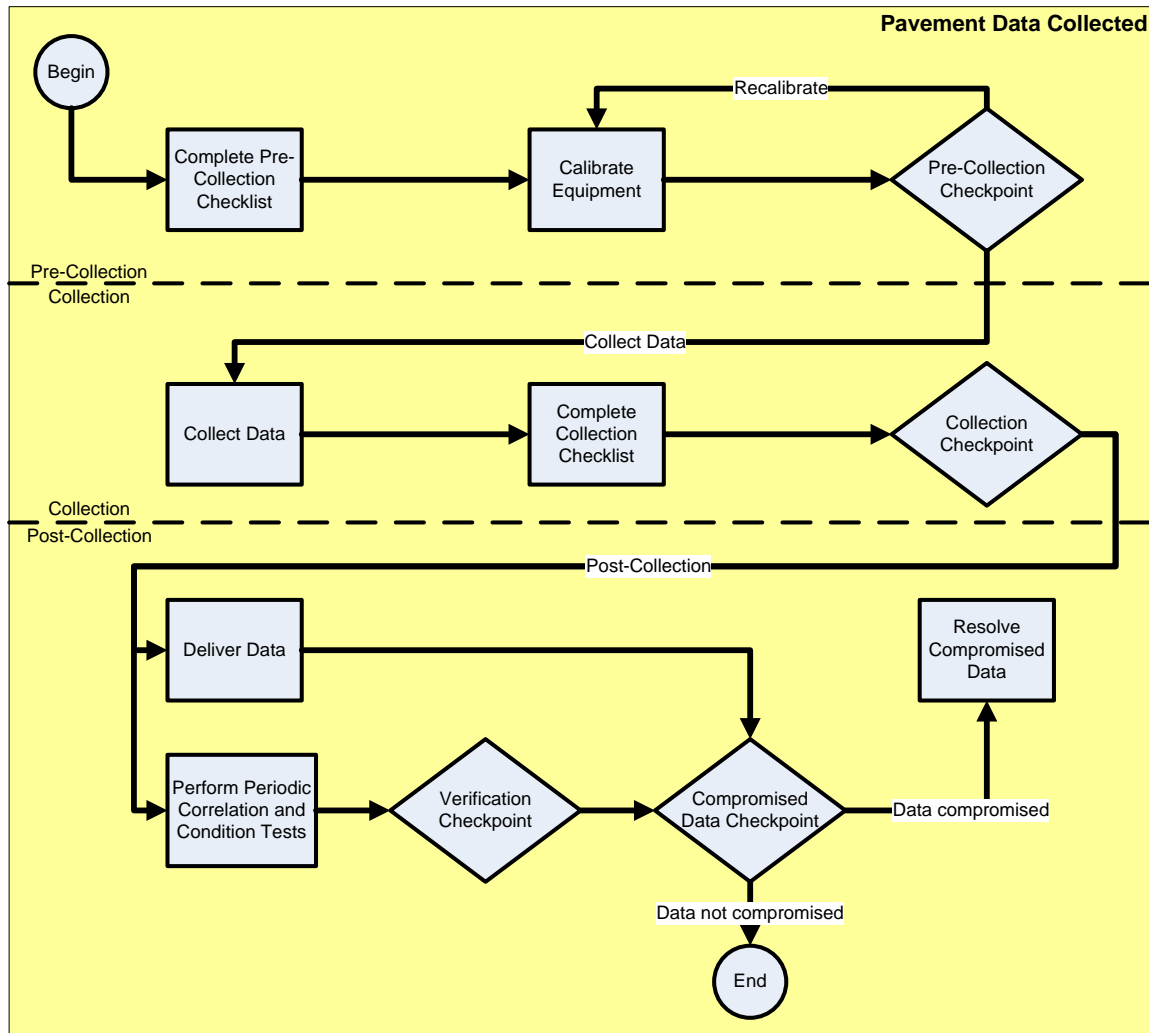 Pavement Data Collected
Begin
Recalibrate
Complete Pre-
Collection
Checklist
Calibrate
Equipment
Pre-Collection
Checkpoint
Pre-Collection
Collection
Collect Data
Collect Data
Complete
Collection
Checklist
Collection
Checkpoint
Collection
Post-Collection
Post-Collection
Deliver Data
Resolve
Compromised
Data
Perform Periodic
Correlation and
Condition Tests
Verification
Checkpoint
Compromised
Data Checkpoint
Data compromised
Data not compromised
End